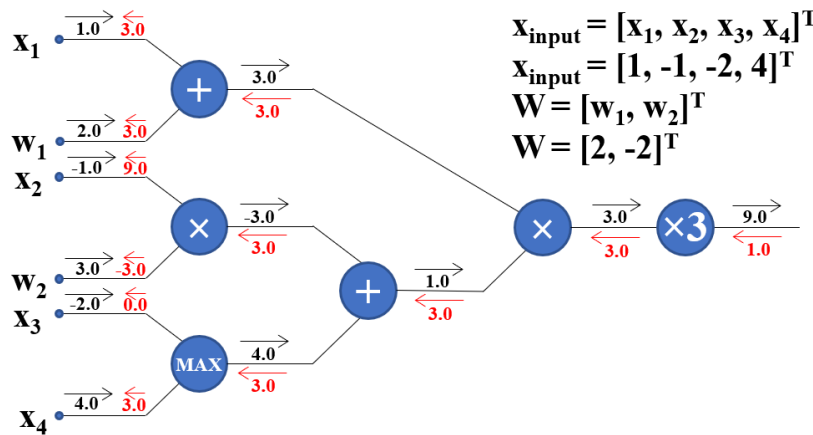 x1
1.0 3.0
+
3.0
3.0
w1
2.0 3.0
x2
-1.0 9.0
×
-3.0
3.0
w2
3.0 -3.0
x3
-2.0 0.0
MAX
4.0
3.0
x4
4.0 3.0
+
1.0
3.0
×
3.0
3.0
×3
9.0
1.0
xinput = [x1, x2, x3, x4]T
xinput = [1, -1, -2, 4]T
W = [w1, w2]T
W = [2, -2]T